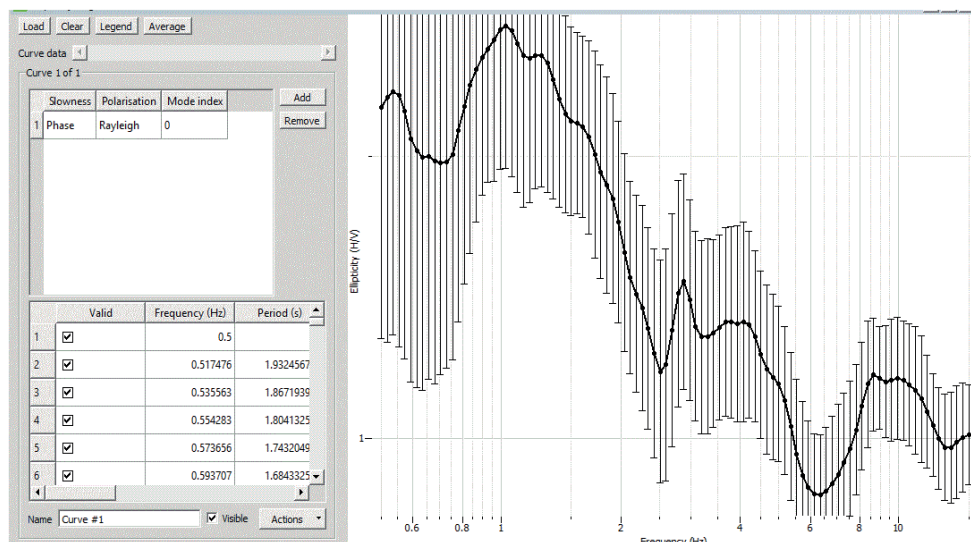 Load Clear Legend Average
Curve data
Curve 1 of 1
Slowness Polarisation Mode index
1 Phase Rayleigh 0
Add
Remove
Valid Frequency (Hz) Period (s)
1 0.5
2 0.517476 1.9324567
3 0.535563 1.8671939
4 0.554283 1.8041325
5 0.573656 1.7432049
6 0.593707 1.6843325
Name Curve #1 Visible Actions
Ellipticity (H/V)
1
0.6 0.8 1 2 4 6 8 10
Frequency (Hz)